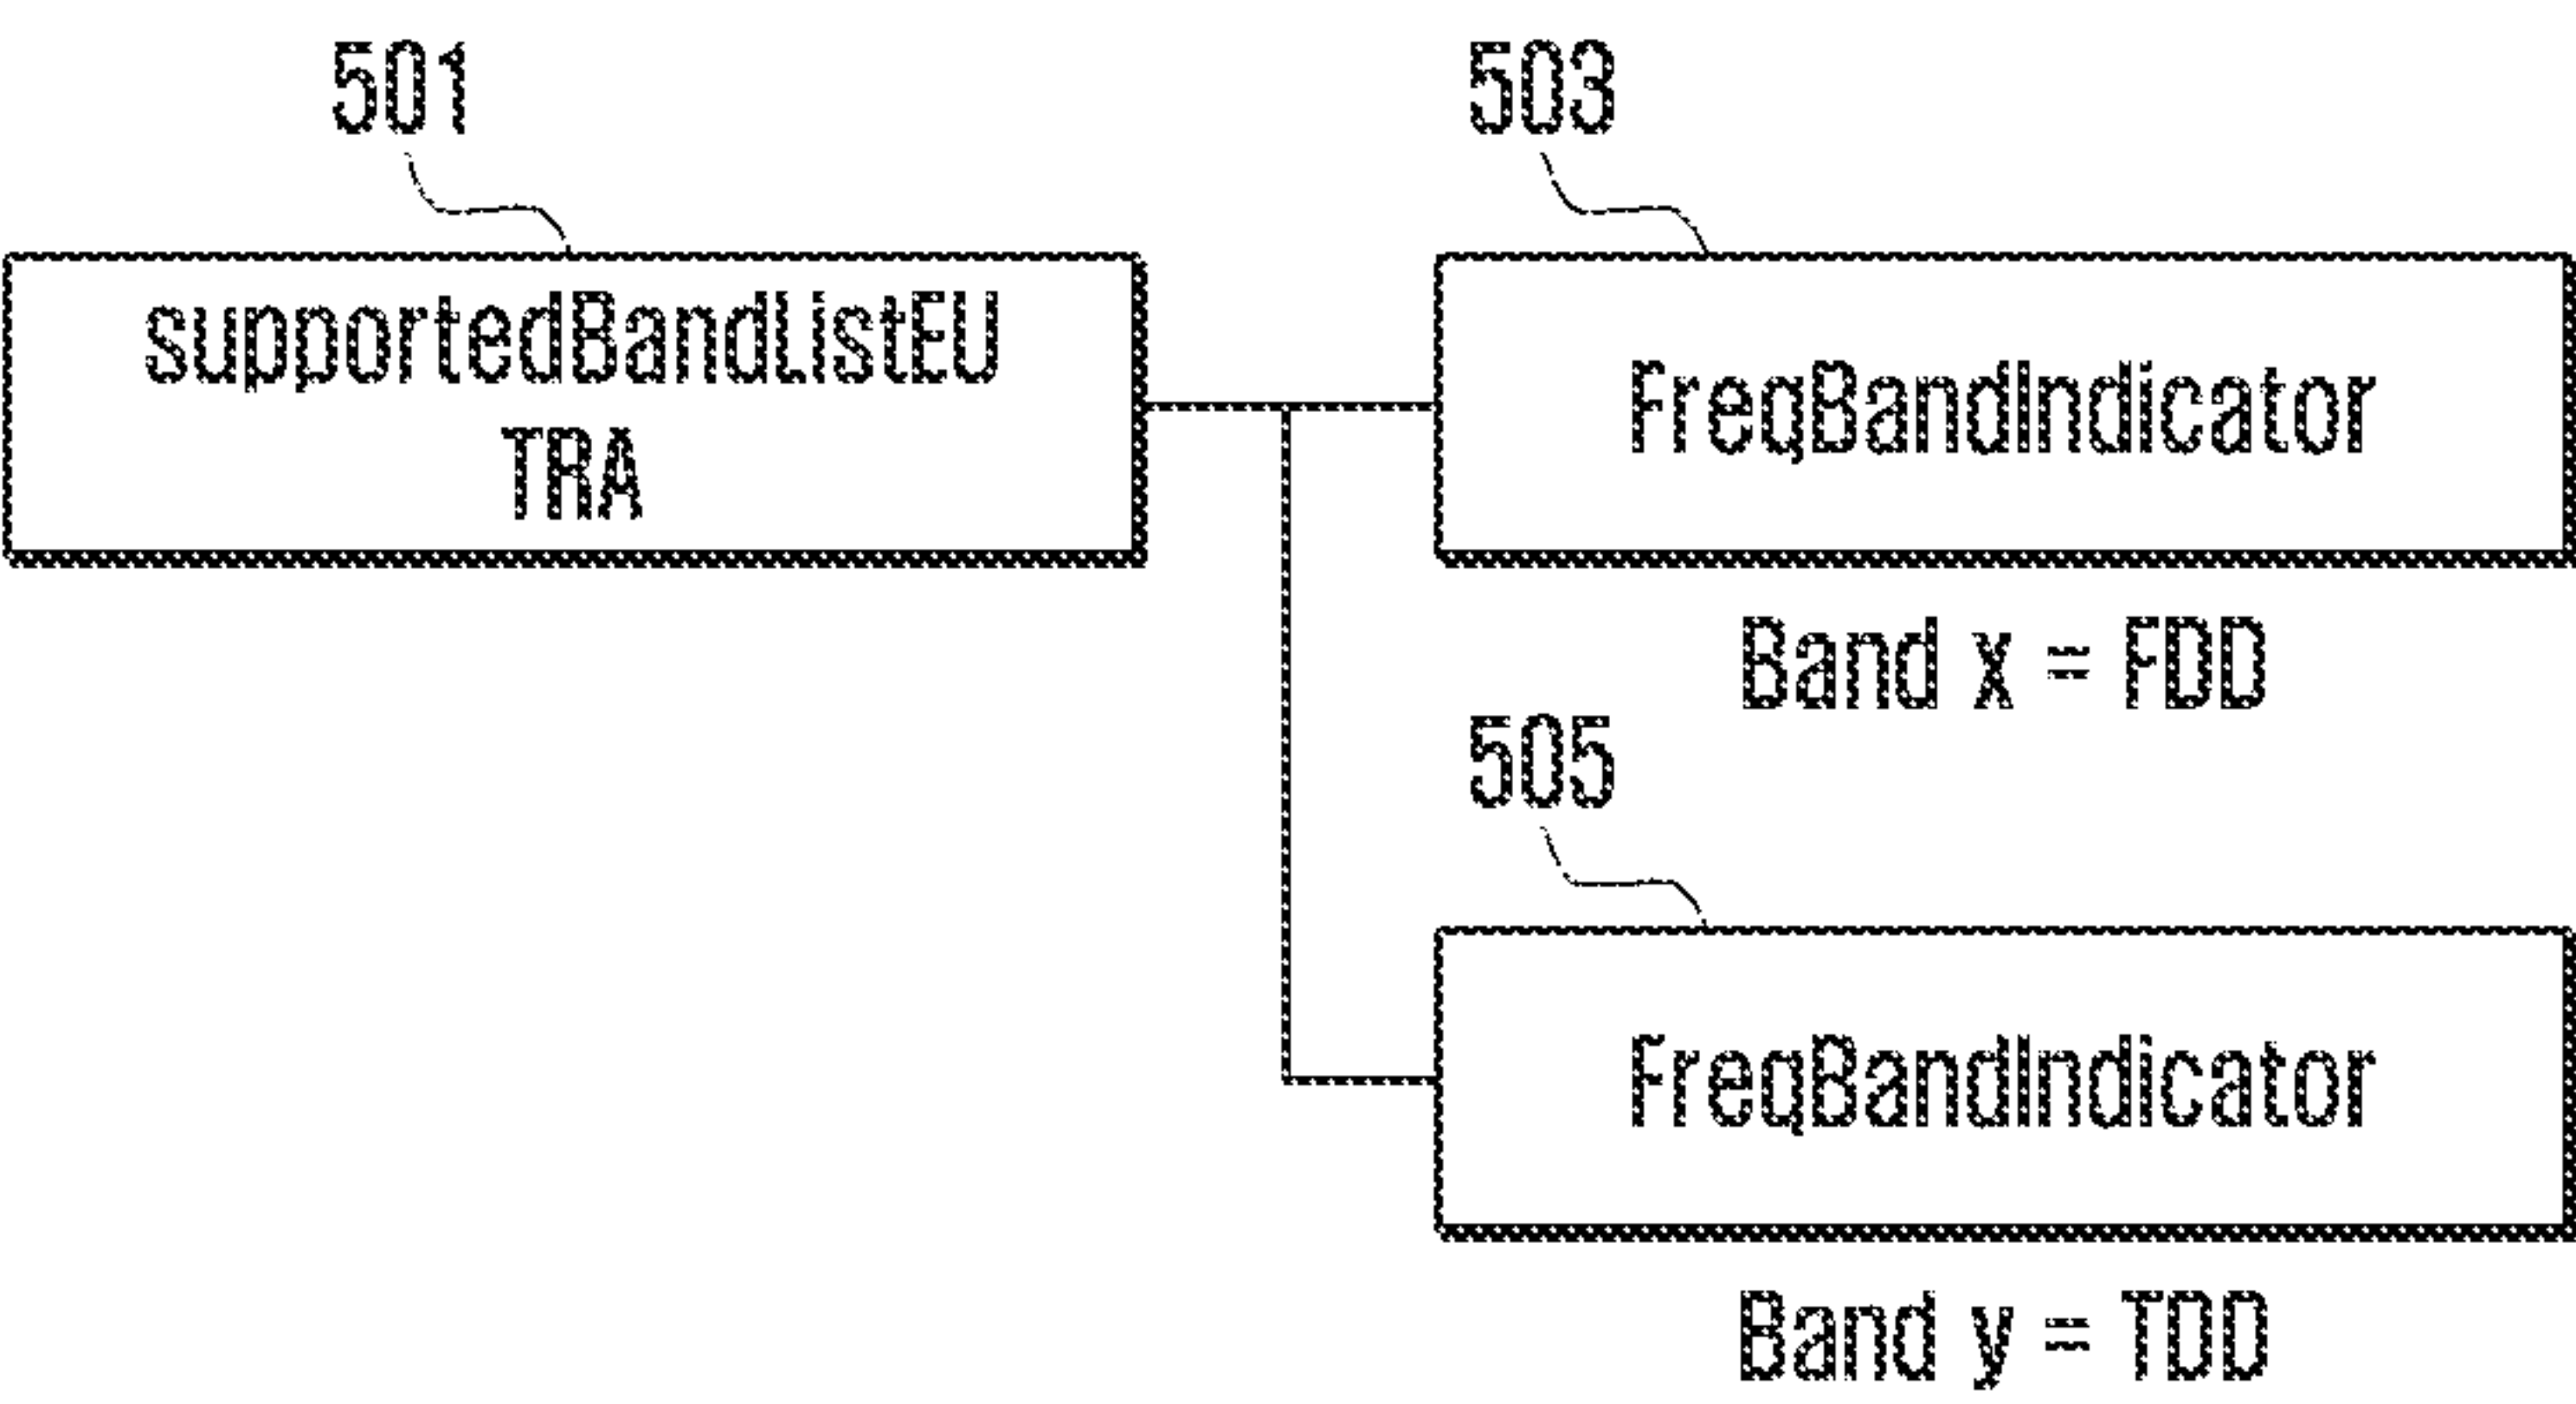 501
503
supportedBandListEU
TRA
FreqBandIndicator
Band x = FDD
505
FreqBandIndicator
Band y = TDD